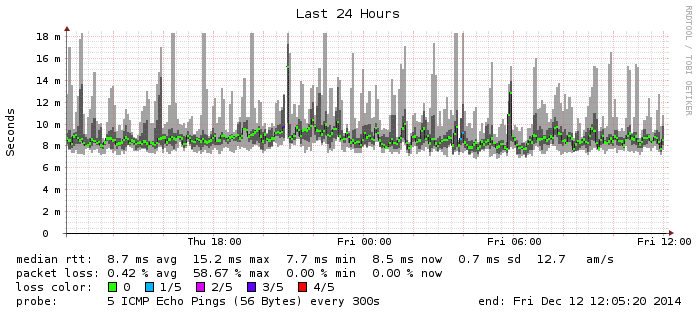 Last 24 Hours
RRDTOOL / TOBI OETIKER
Seconds
18 m
16 m
14 m
12 m
10 m
8 m
6 m
4 m
2 m
0
Thu 18:00 Fri 00:00 Fri 06:00 Fri 12:00
median rtt: 8.7 ms avg 15.2 ms max 7.7 ms min 8.5 ms now 0.7 ms sd 12.7 am/s
packet loss: 0.42 % avg 58.67 % max 0.00 % min 0.00 % now
loss color: 0 1/5 2/5 3/5 4/5
probe: 5 ICMP Echo Pings (56 Bytes) every 300s end: Fri Dec 12 12:05:20 2014